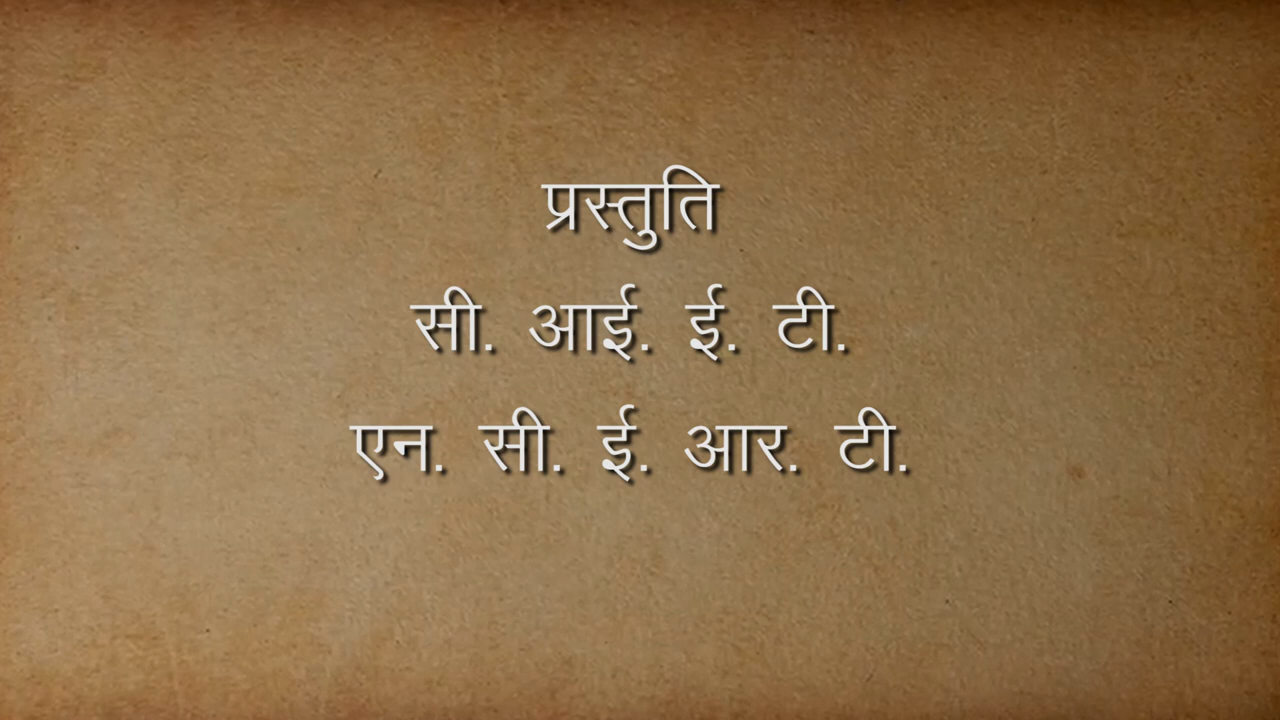 प्रस्तुति
सी. आई. ई. टी.
एन. सी. ई. आर. टी.